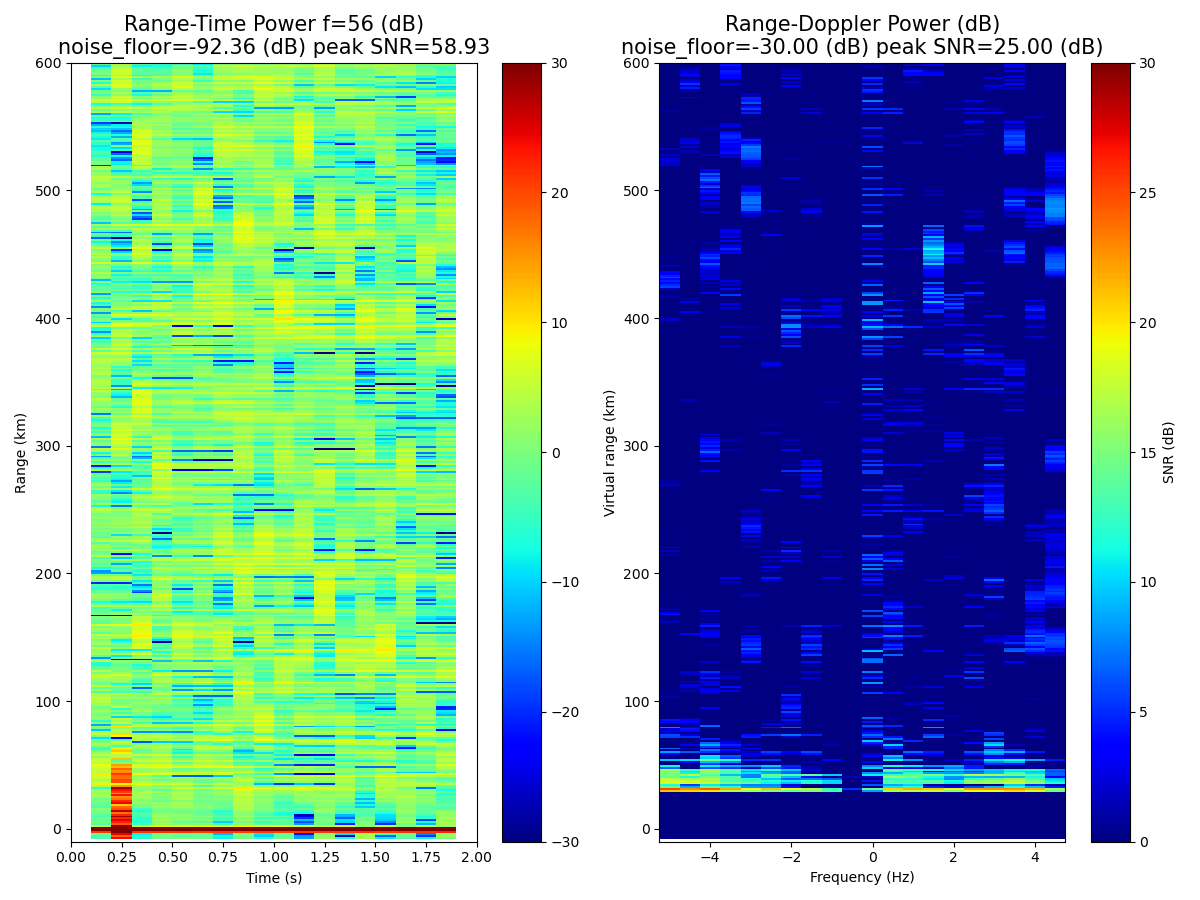 Range-Time Power f=56 (dB)
noise_floor=-92.36 (dB) peak SNR=58.93
Range (km)
600
500
400
300
200
100
0
0.00 0.25 0.50 0.75 1.00 1.25 1.50 1.75 2.00
Time (s)
30
20
10
0
−10
−20
−30
Range-Doppler Power (dB)
noise_floor=-30.00 (dB) peak SNR=25.00 (dB)
Virtual range (km)
600
500
400
300
200
100
0
−4 −2 0 2 4
Frequency (Hz)
30
25
20
15
10
5
0
SNR (dB)